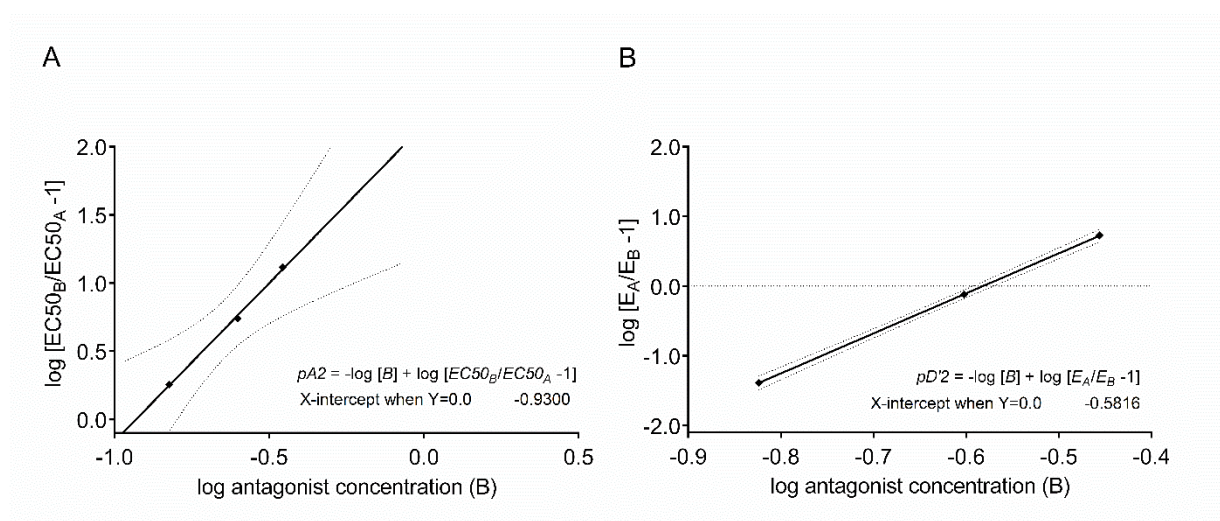 A
log [EC50B/EC50A -1]
2.0
1.5
1.0
0.5
0.0
pA2 = -log [B] + log [EC50B/EC50A -1]
X-intercept when Y=0.0 -0.9300
-1.0 -0.5 0.0 0.5
log antagonist concentration (B)
B
log [EA/EB -1]
2.0
1.0
0.0
-1.0
-2.0
pD'2 = -log [B] + log [EA/EB -1]
X-intercept when Y=0.0 -0.5816
-0.9 -0.8 -0.7 -0.6 -0.5 -0.4
log antagonist concentration (B)